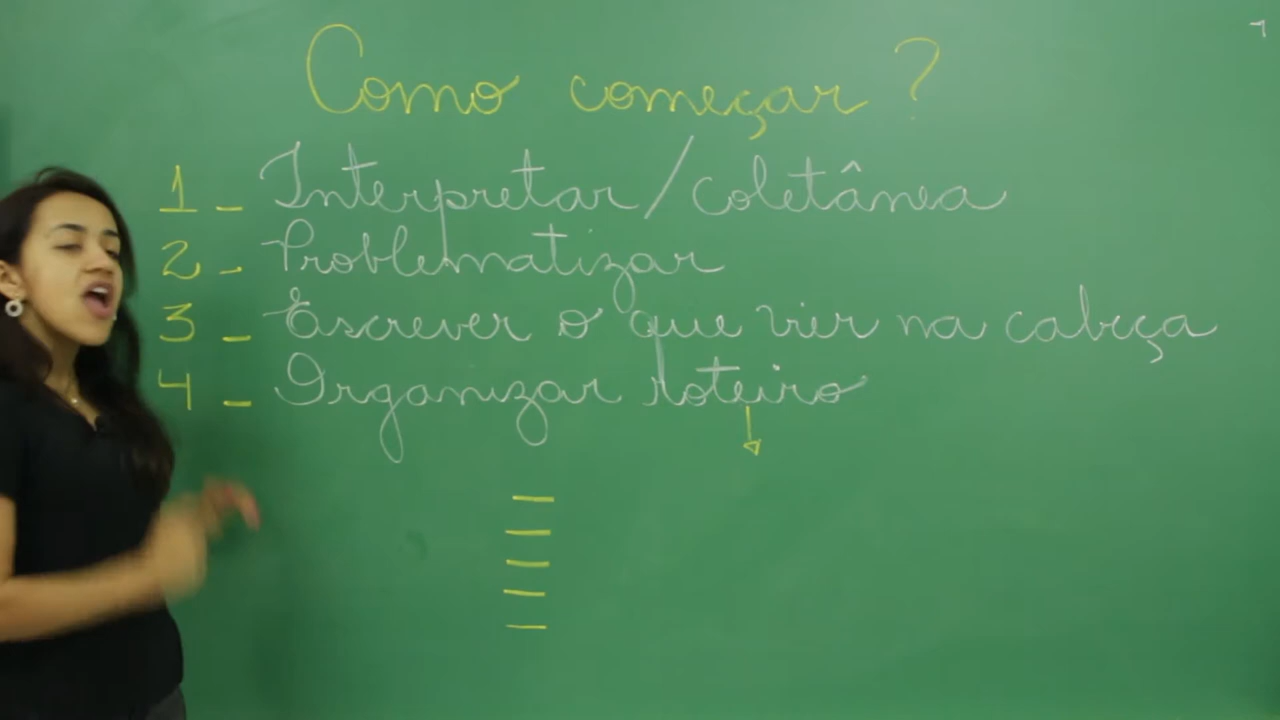 Como começar?
1 - Interpretar/coletânea
2 - Problematizar
3 - Escrever o que vier na cabeça
4 - Organizar roteiro